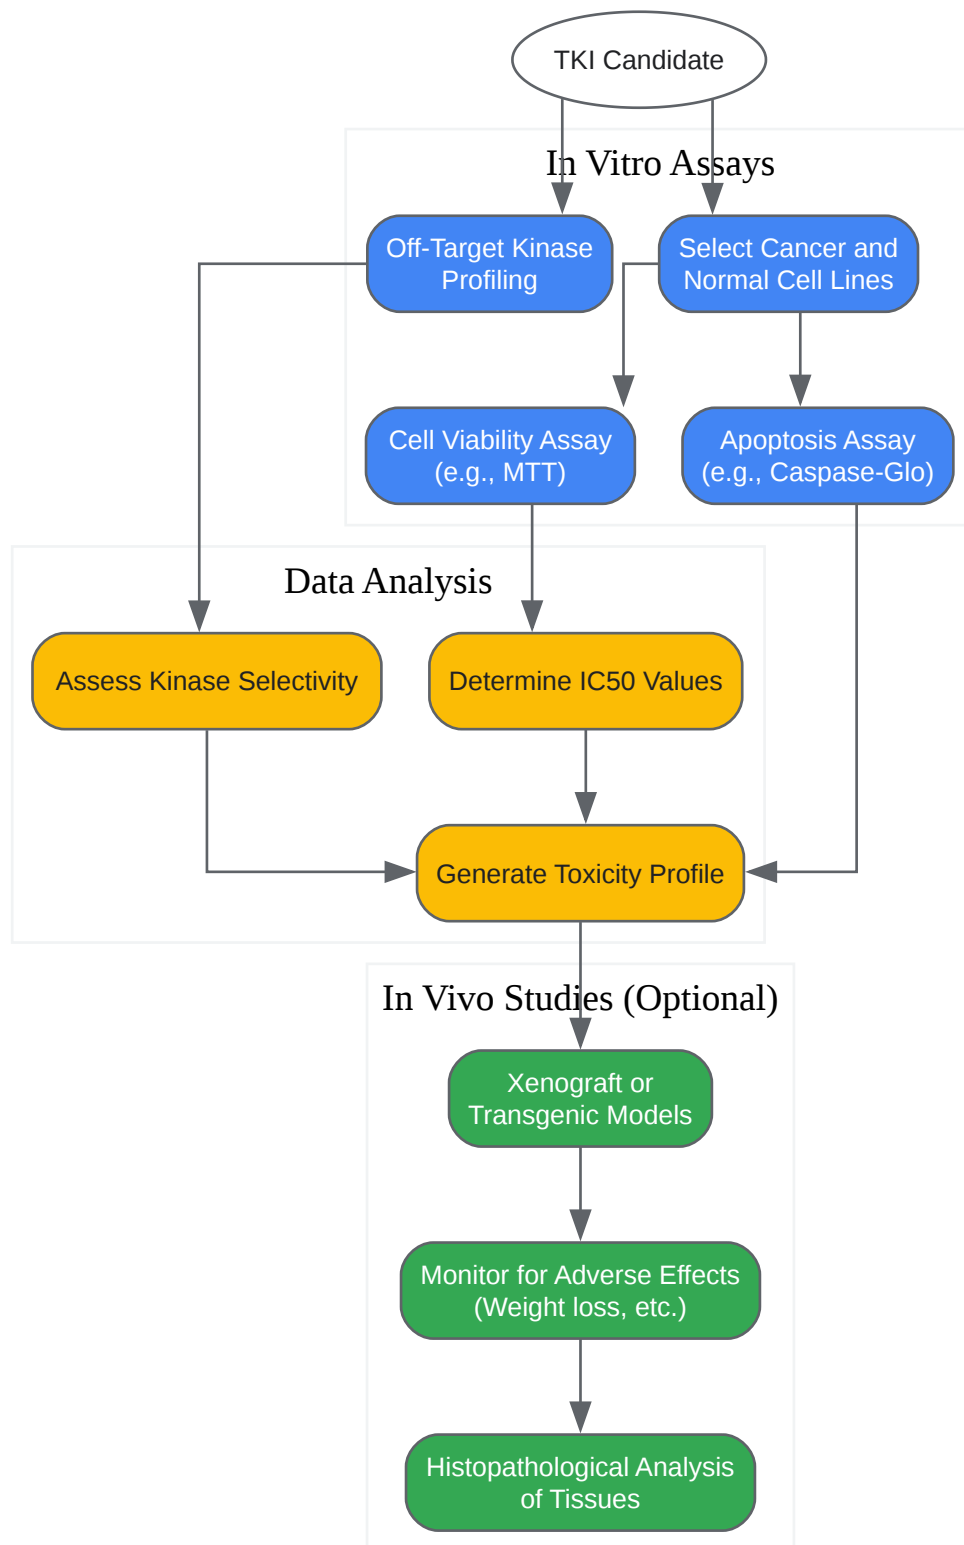 TKI Candidate
In Vitro Assays
Off-Target Kinase
Profiling
Select Cancer and
Normal Cell Lines
Cell Viability Assay
(e.g., MTT)
Apoptosis Assay
(e.g., Caspase-Glo)
Data Analysis
Assess Kinase Selectivity
Determine IC50 Values
Generate Toxicity Profile
In Vivo Studies (Optional)
Xenograft or
Transgenic Models
Monitor for Adverse Effects
(Weight loss, etc.)
Histopathological Analysis
of Tissues